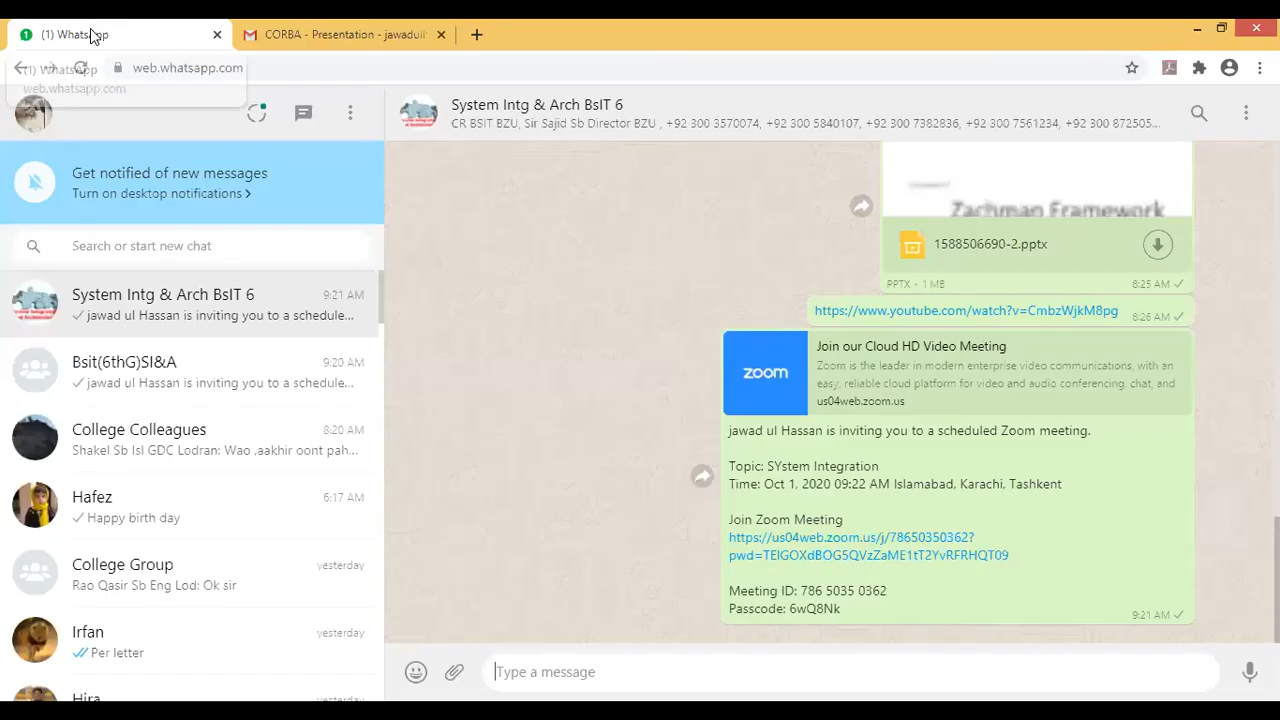 (1) WhatsApp
CORBA - Presentation - jawadul
(1) WhatsApp
web.whatsapp.com
web.whatsapp.com
System Intg & Arch BsIT 6
CR BSIT BZU, Sir Sajid Sb Director BZU , +92 300 3570074, +92 300 5840107, +92 300 7382836, +92 300 7561234, +92 300 872505...
Get notified of new messages
Turn on desktop notifications >
Search or start new chat
System Intg & Arch BsIT 6
9:21 AM
jawad ul Hassan is inviting you to a schedule...
Bsit(6thG)SI&A
9:20 AM
jawad ul Hassan is inviting you to a schedule...
College Colleagues
8:20 AM
Shakel Sb Isl GDC Lodran: Wao ,aakhir oont pah...
Hafez
6:17 AM
Happy birth day
College Group
yesterday
Rao Qasir Sb Eng Lod: Ok sir
Irfan
yesterday
Per letter
Hira
Zachman Framework
1588506690-2.pptx
PPTX • 1 MB
8:25 AM
https://www.youtube.com/watch?v=CmbzWjkM8pg
8:26 AM
zoom
Join our Cloud HD Video Meeting
Zoom is the leader in modern enterprise video communications, with an
easy, reliable cloud platform for video and audio conferencing, chat, and
us04web.zoom.us
jawad ul Hassan is inviting you to a scheduled Zoom meeting.
Topic: SYstem Integration
Time: Oct 1, 2020 09:22 AM Islamabad, Karachi, Tashkent
Join Zoom Meeting
https://us04web.zoom.us/j/78650350362?
pwd=TEIGOXdBOG5QVzZaME1tT2YvRFRHQT09
Meeting ID: 786 5035 0362
Passcode: 6wQ8Nk
9:21 AM
Type a message